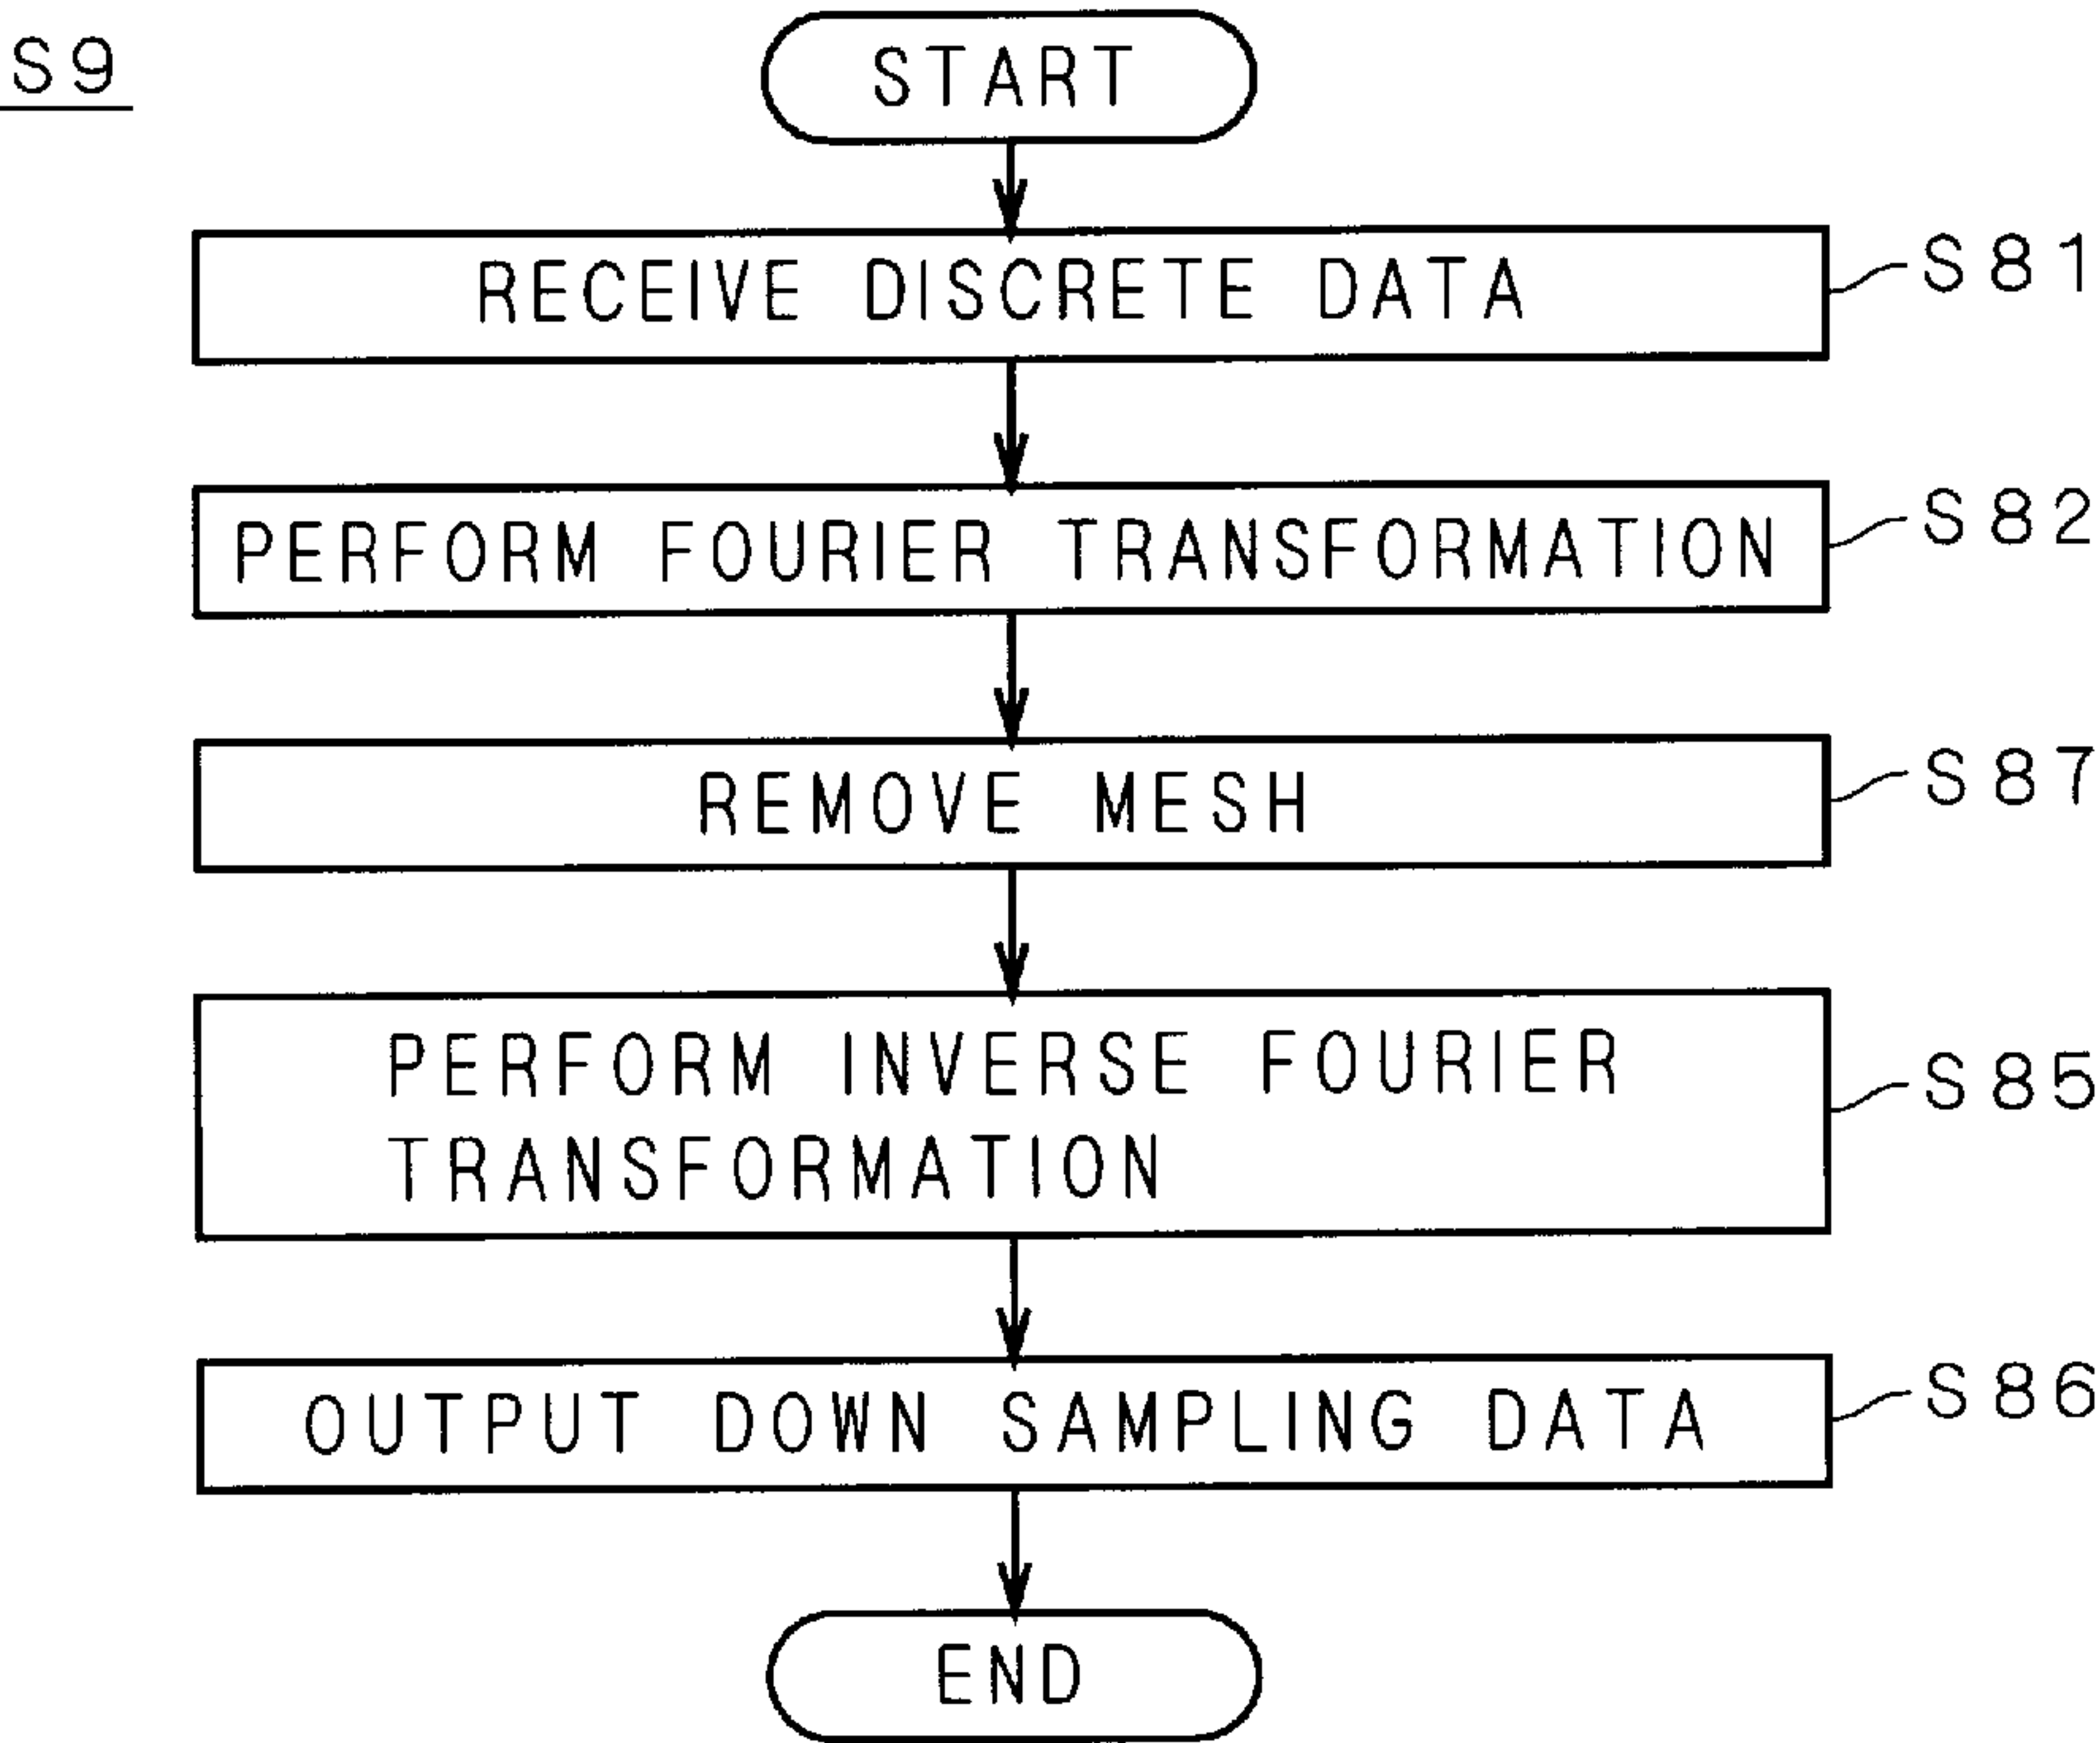 S9
START
RECEIVE DISCRETE DATA
S81
PERFORM FOURIER TRANSFORMATION
S82
REMOVE MESH
S87
PERFORM INVERSE FOURIER
TRANSFORMATION
S85
OUTPUT DOWN SAMPLING DATA
S86
END